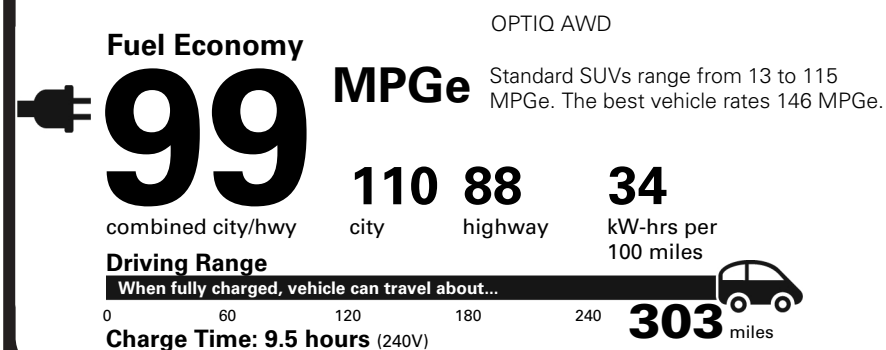 OPTIQ AWD
Fuel Economy
99
MPGe
Standard SUVs range from 13 to 115
MPGe. The best vehicle rates 146 MPGe.
110 88 34
combined city/hwy city highway kW-hrs per
100 miles
Driving Range
When fully charged, vehicle can travel about...
0 60 120 180 240 303 miles
Charge Time: 9.5 hours (240V)